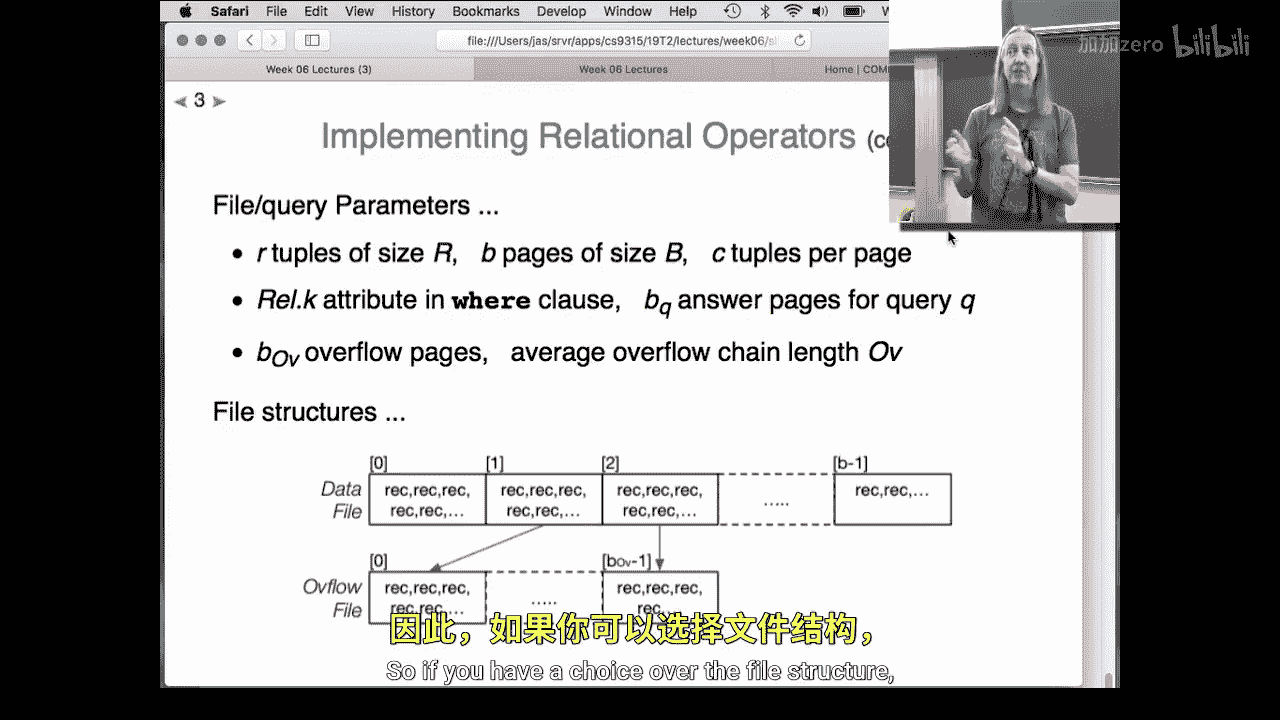 Safari File Edit View History Bookmarks Develop Window Help
file:///Users/jas/srvr/apps/cs9315/19T2/lectures/week06/
Week 06 Lectures (3) Week 06 Lectures Home | COM
加加zero bilibili
3
Implementing Relational Operators
File/query Parameters ...
• r tuples of size R, b pages of size B, c tuples per page
• Rel.k attribute in where clause, bq answer pages for query q
• bOv overflow pages, average overflow chain length Ov
File structures ...
[0] [1] [2] [b-1]
Data File
rec,rec,rec, rec,rec,rec, rec,rec,rec, rec,rec,...
rec,rec,... rec,rec,... rec,rec,... .....
[0] [bOv-1]
Ovflow File
rec,rec,rec, rec,rec,rec,
rec,rec,... ..... rec,
因此，如果你可以选择文件结构，
So if you have a choice over the file structure,